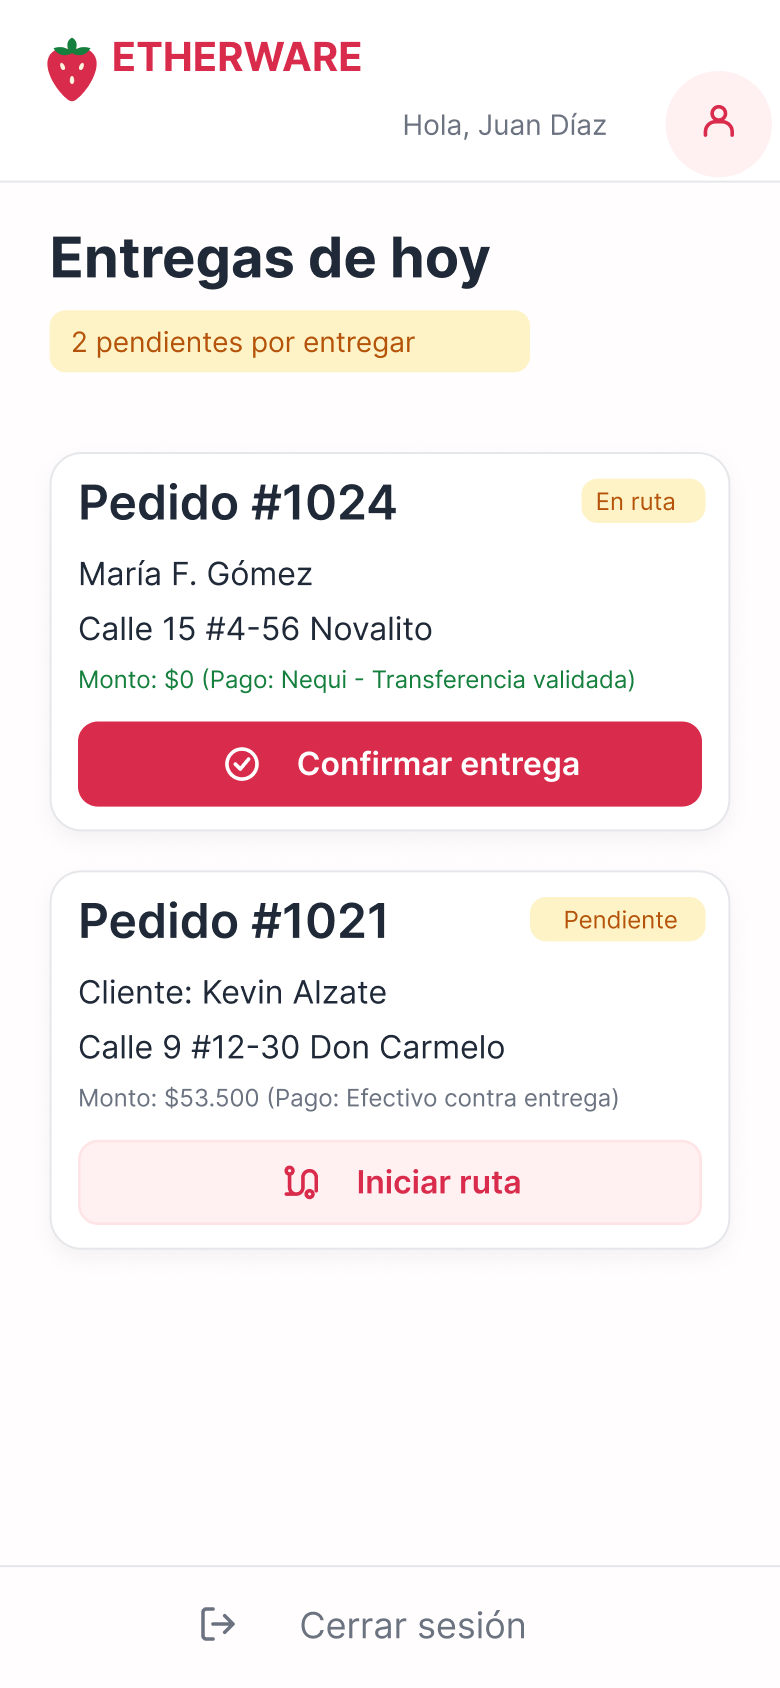 ETHERWARE
Hola, Juan Díaz
Entregas de hoy
2 pendientes por entregar
Pedido #1024
En ruta
María F. Gómez
Calle 15 #4-56 Novalito
Monto: $0 (Pago: Nequi - Transferencia validada)
Confirmar entrega
Pedido #1021
Pendiente
Cliente: Kevin Alzate
Calle 9 #12-30 Don Carmelo
Monto: $53.500 (Pago: Efectivo contra entrega)
Iniciar ruta
Cerrar sesión